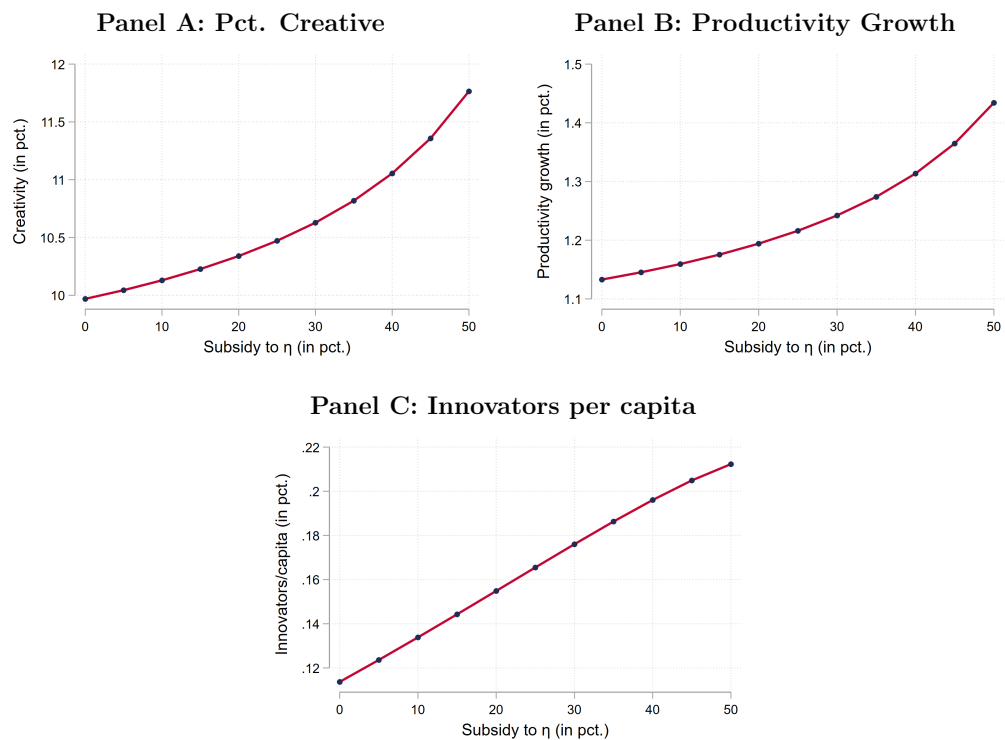 Panel A: Pct. Creative
Creativity (in pct.)
12
11.5
11
10.5
10
0 10 20 30 40 50
Subsidy to η (in pct.)
Panel B: Productivity Growth
Productivity growth (in pct.)
1.5
1.4
1.3
1.2
1.1
0 10 20 30 40 50
Subsidy to η (in pct.)
Panel C: Innovators per capita
Innovators/capita (in pct.)
.22
.2
.18
.16
.14
.12
0 10 20 30 40 50
Subsidy to η (in pct.)